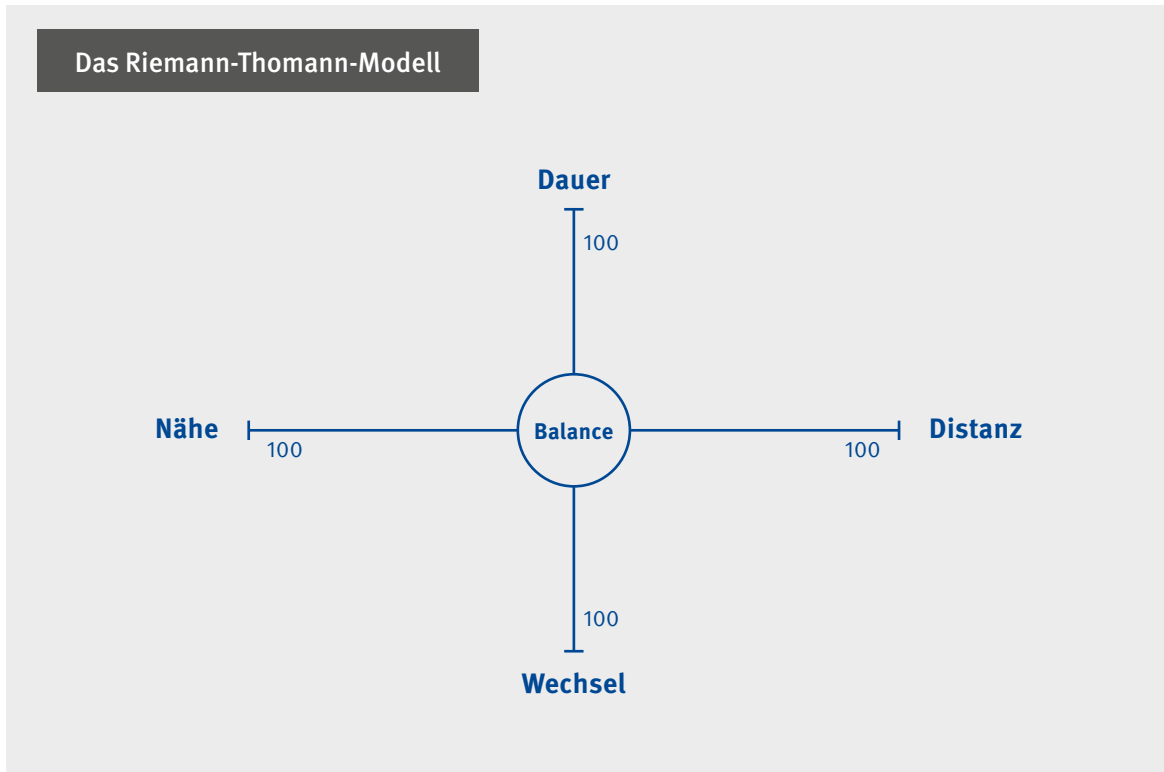 Das Riemann-Thomann-Modell
Dauer
100
Nähe
100
Balance
100
Distanz
100
Wechsel